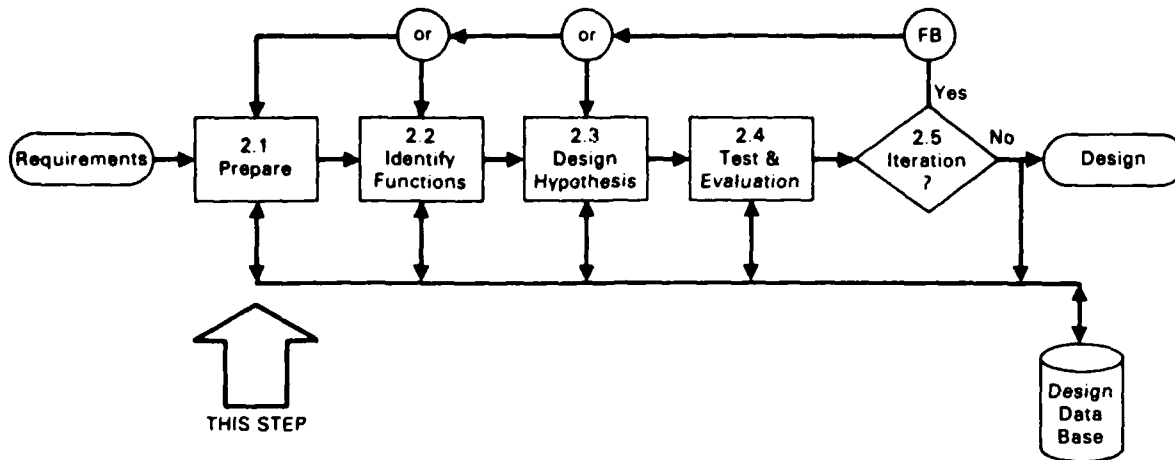 or
or
FB
Yes
Requirements
2.1
Prepare
2.2
Identify
Functions
2.3
Design
Hypothesis
2.4
Test &
Evaluation
2.5
Iteration
?
No
Design
THIS STEP
Design
Data
Base